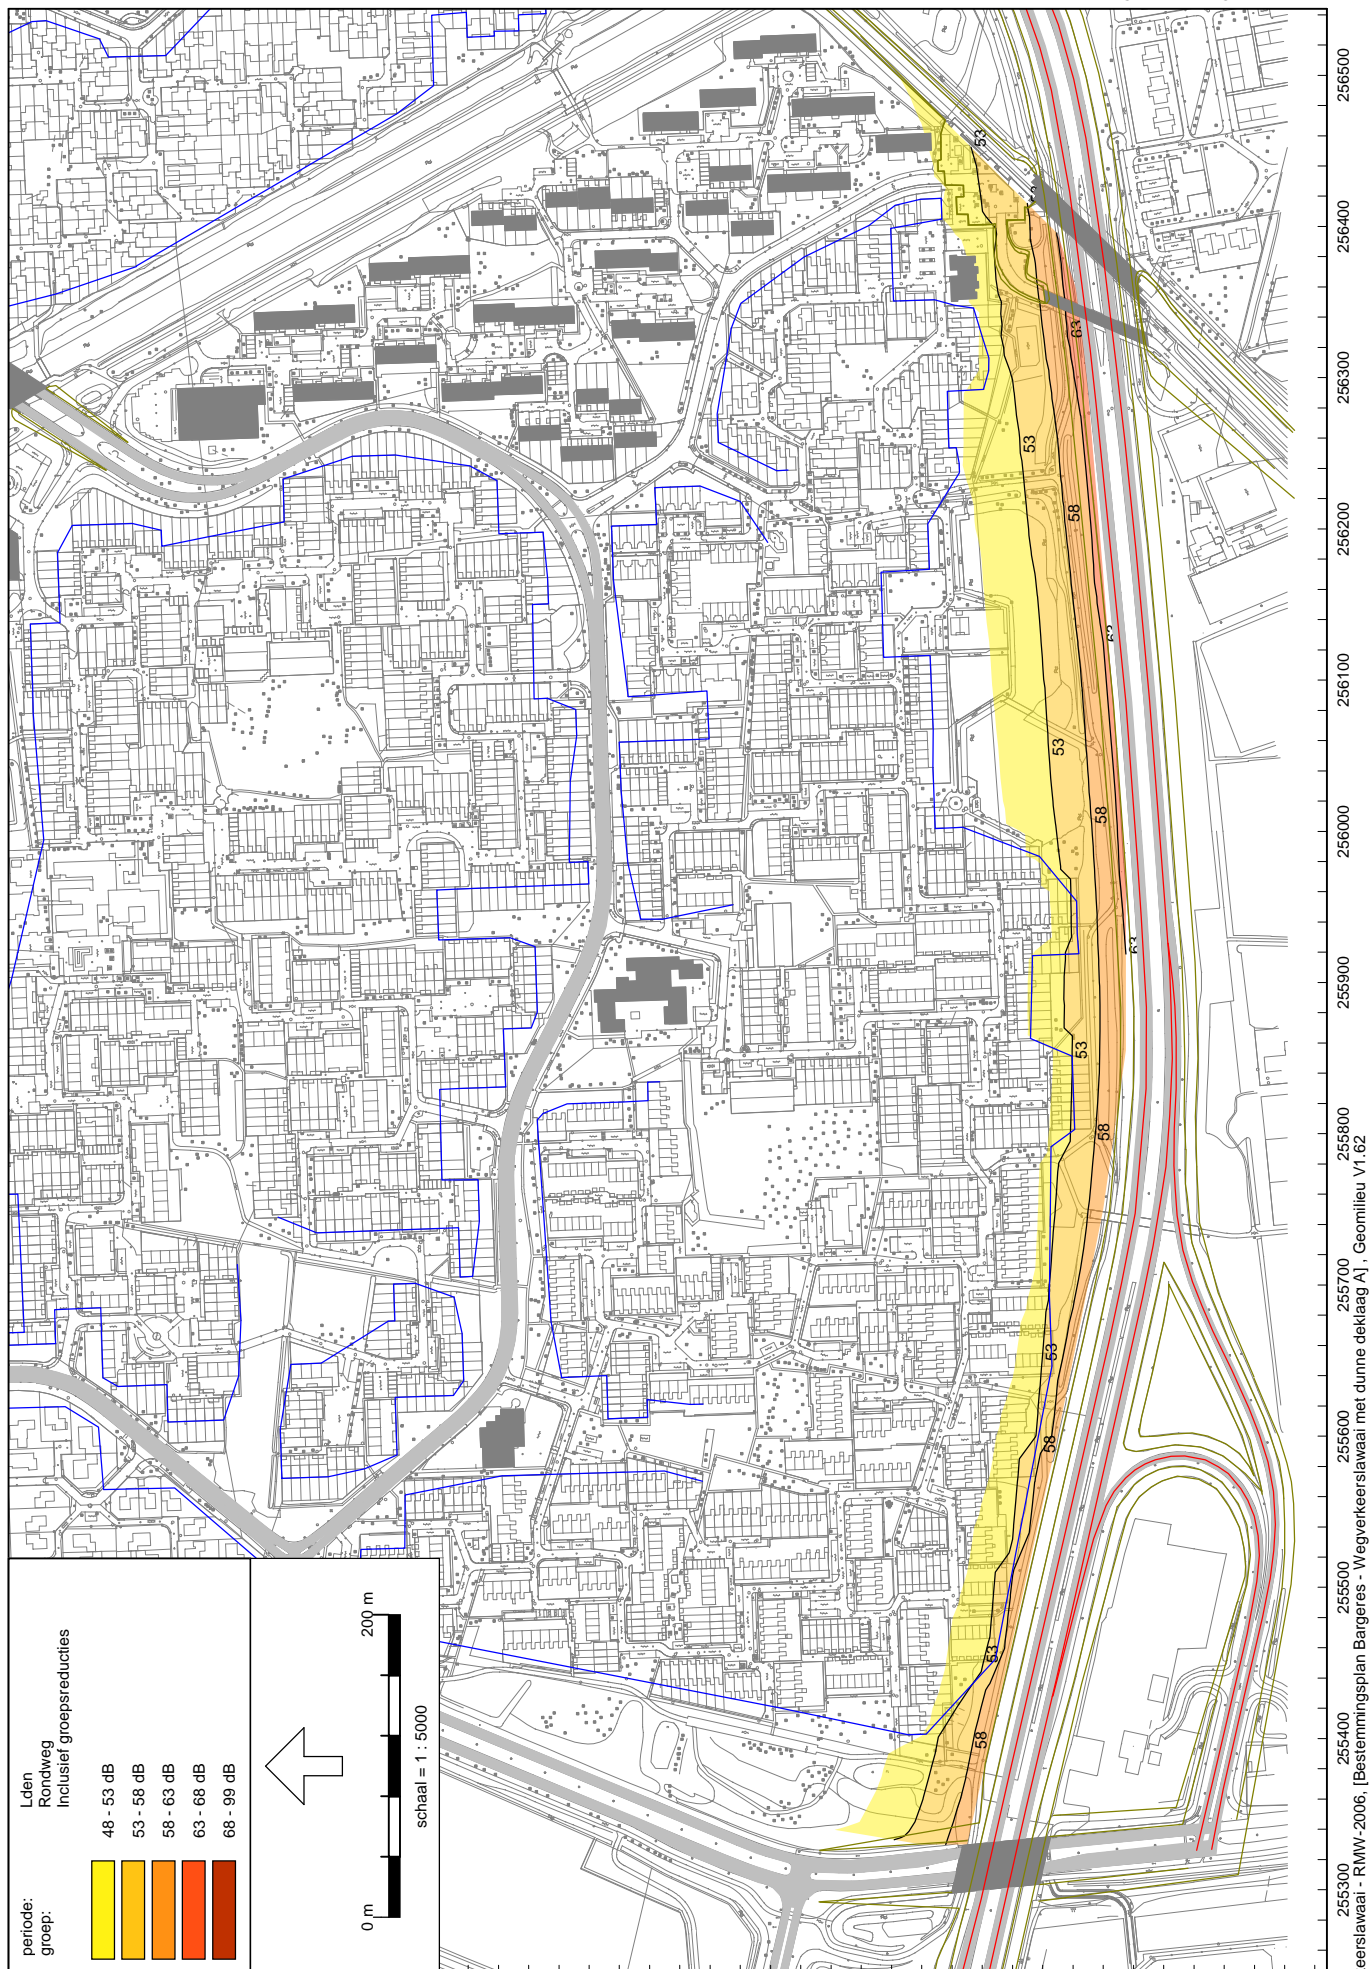 periode: Lden
groep: Rondweg
Inclusief groepsreducties
48 - 53 dB
53 - 58 dB
58 - 63 dB
63 - 68 dB
68 - 99 dB
0 m 200 m
schaal = 1 : 5000
53
58
53
58
53
58
53
63
58
53
63
58
53
63
53
255300 255400 255500 255600 255700 255800 255900 256000 256100 256200 256300 256400 256500
eerslawaai - RMW-2006, [Bestemmingsplan Bargeres - Wegverkeerslawaai met dunne deklaag A] , Geomilieu V1.62